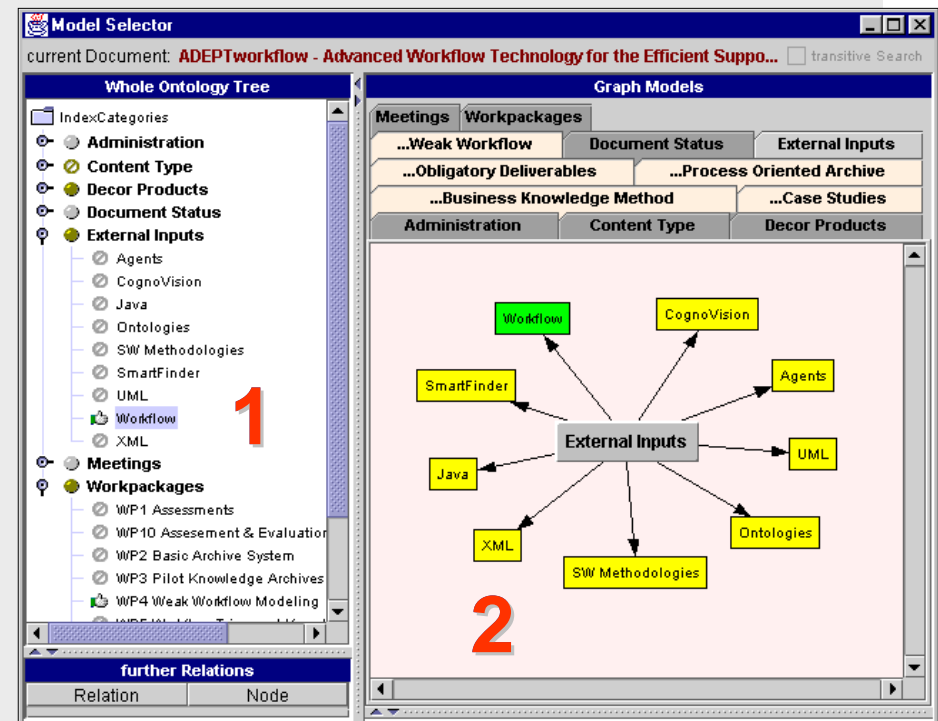 Model Selector
current Document: ADEPTworkflow - Advanced Workflow Technology for the Efficient Suppo... transitive Search
Whole Ontology Tree
IndexCategories
Administration
Content Type
Decor Products
Document Status
External Inputs
Agents
CognoVision
Java
Ontologies
SW Methodologies
SmartFinder
UML
Workflow
XML
Meetings
Workpackages
WP1 Assessments
WP10 Assesement & Evaluation
WP2 Basic Archive System
WP3 Pilot Knowledge Archives
WP4 Weak Workflow Modeling
1
further Relations
Relation Node
Graph Models
Meetings Workpackages
...Weak Workflow Document Status External Inputs
...Obligatory Deliverables ...Process Oriented Archive
...Business Knowledge Method ...Case Studies
Administration Content Type Decor Products
Workflow
CognoVision
SmartFinder
Agents
External Inputs
UML
Java
Ontologies
XML
SW Methodologies
2